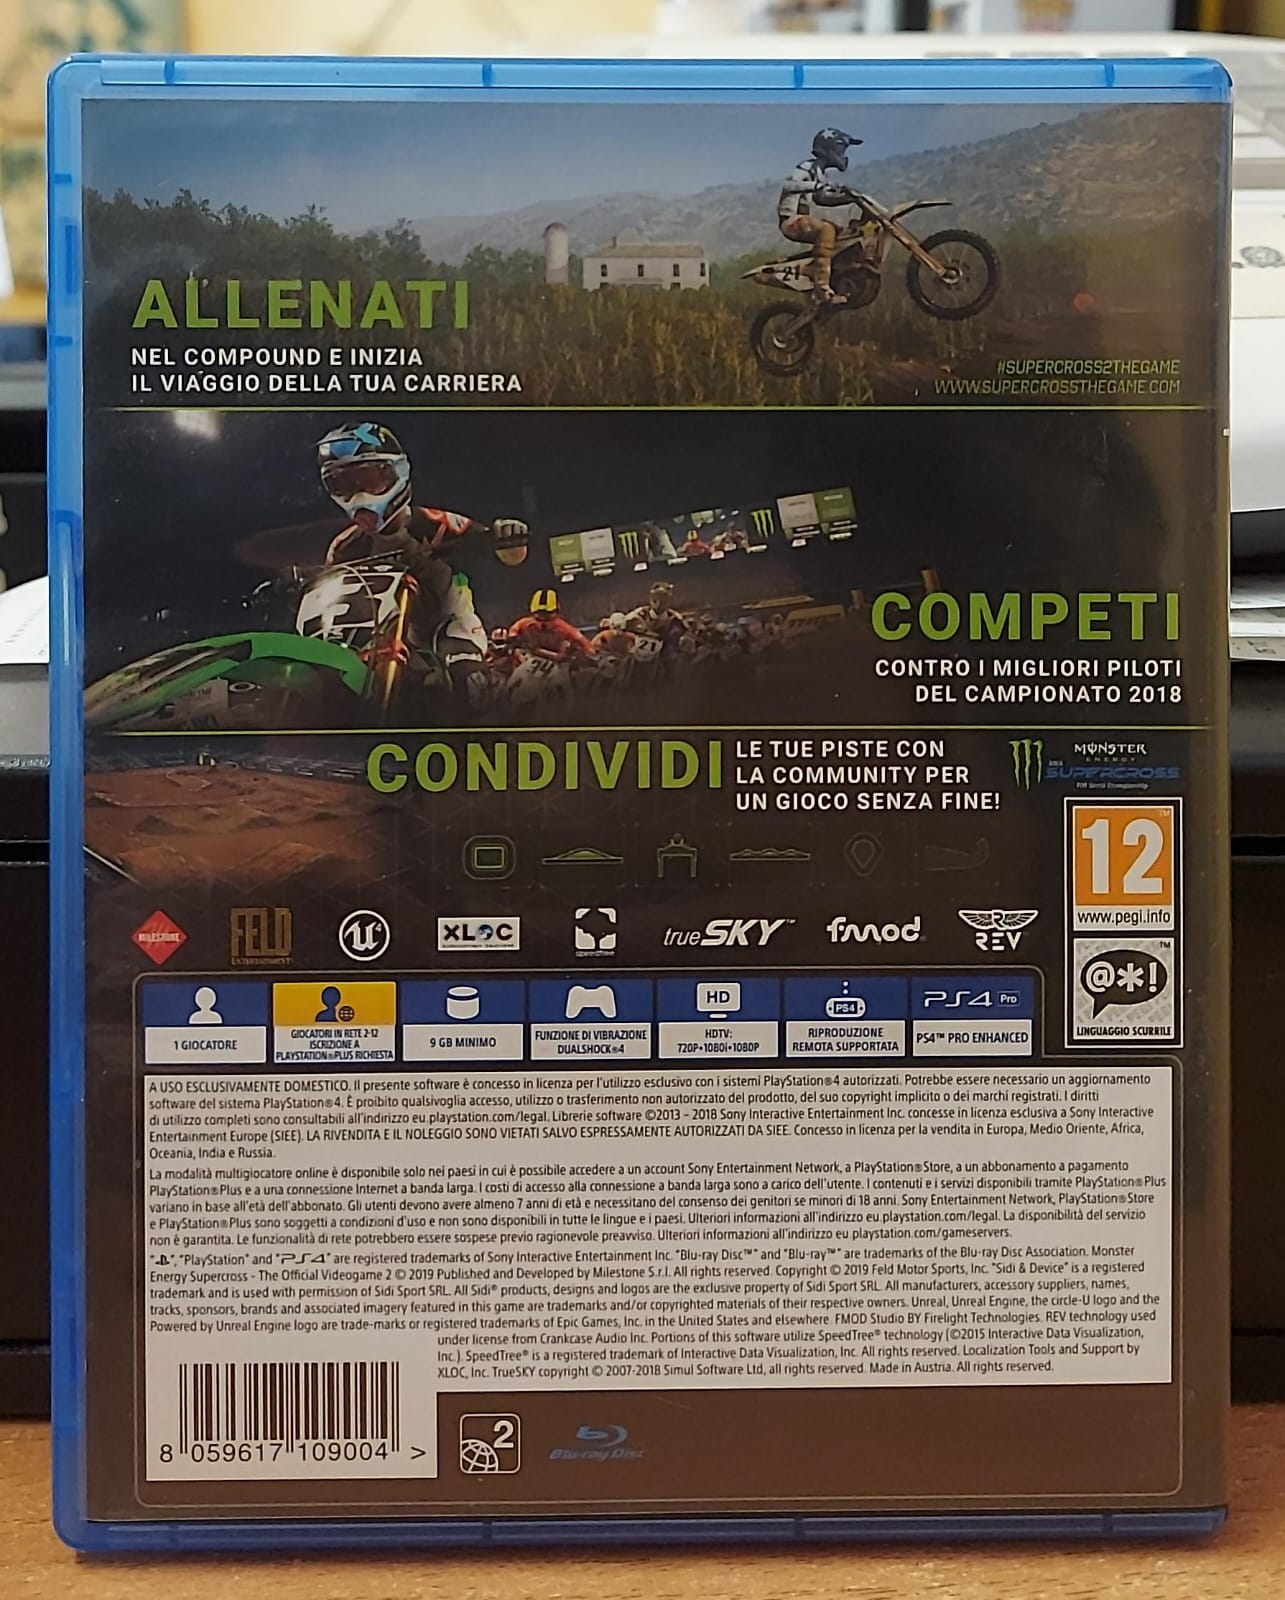 ALLENATI
NEL COMPOUND E INIZIA
IL VIAGGIO DELLA TUA CARRIERA
21
#SUPERCROSS2THEGAME
WWW.SUPERCROSSTHEGAME.COM
3
34
21
COMPETI
CONTRO I MIGLIORI PILOTI
DEL CAMPIONATO 2018
CONDIVIDI
LE TUE PISTE CON
LA COMMUNITY PER
UN GIOCO SENZA FINE!
MONSTER
ENERGY
SUPERCROSS
12
www.pegi.info
@*!
LINGUAGGIO SCURRILE
MILESTONE
FELD
ENTERTAINMENT
U4
XLOC
speedtree
trueSKY™
fmod
REV
1 GIOCATORE
GIOCATORI IN RETE 2-12
ISCRIZIONE A
PLAYSTATION®PLUS RICHIESTA
9 GB MINIMO
FUNZIONE DI VIBRAZIONE
DUALSHOCK®4
HD
HDTV:
720P•1080i•1080P
PS4
RIPRODUZIONE
REMOTA SUPPORTATA
PS4 Pro
PS4™ PRO ENHANCED
A USO ESCLUSIVAMENTE DOMESTICO. Il presente software è concesso in licenza per l'utilizzo esclusivo con i sistemi PlayStation®4 autorizzati. Potrebbe essere necessario un aggiornamento
software del sistema PlayStation®4. È proibito qualsivoglia accesso, utilizzo o trasferimento non autorizzato del prodotto, del suo copyright implicito o dei marchi registrati. I diritti
di utilizzo completi sono consultabili all'indirizzo eu.playstation.com/legal. Librerie software ©2013 - 2018 Sony Interactive Entertainment Inc. concesse in licenza esclusiva a Sony Interactive
Entertainment Europe (SIEE). LA RIVENDITA E IL NOLEGGIO SONO VIETATI SALVO ESPRESSAMENTE AUTORIZZATI DA SIEE. Concesso in licenza per la vendita in Europa, Medio Oriente, Africa,
Oceania, India e Russia.
La modalità multigiocatore online è disponibile solo nei paesi in cui è possibile accedere a un account Sony Entertainment Network, a PlayStation®Store, a un abbonamento a pagamento
PlayStation®Plus e a una connessione Internet a banda larga. I costi di accesso alla connessione a banda larga sono a carico dell'utente. I contenuti e i servizi disponibili tramite PlayStation®Plus
variano in base all'età dell'abbonato. Gli utenti devono avere almeno 7 anni di età e necessitano del consenso dei genitori se minori di 18 anni. Sony Entertainment Network, PlayStation®Store
e PlayStation®Plus sono soggetti a condizioni d'uso e non sono disponibili in tutte le lingue e i paesi. Ulteriori informazioni all'indirizzo eu.playstation.com/legal. La disponibilità del servizio
non è garantita. Le funzionalità di rete potrebbero essere sospese previo ragionevole preavviso. Ulteriori informazioni all'indirizzo eu.playstation.com/gameservers.
"PlayStation" and "PS4" are registered trademarks of Sony Interactive Entertainment Inc. "Blu-ray Disc™" and "Blu-ray™" are trademarks of the Blu-ray Disc Association. Monster
Energy Supercross - The Official Videogame 2 © 2019 Published and Developed by Milestone S.r.l. All rights reserved. Copyright © 2019 Feld Motor Sports, Inc. "Sidi & Device" is a registered
trademark and is used with permission of Sidi Sport SRL. All Sidi® products, designs and logos are the exclusive property of Sidi Sport SRL. All manufacturers, accessory suppliers, names,
tracks, sponsors, brands and associated imagery featured in this game are trademarks and/or copyrighted materials of their respective owners. Unreal, Unreal Engine, the circle-U logo and the
Powered by Unreal Engine logo are trade-marks or registered trademarks of Epic Games, Inc. in the United States and elsewhere. FMOD Studio BY Firelight Technologies. REV technology used
under license from Crankcase Audio Inc. Portions of this software utilize SpeedTree® technology (©2015 Interactive Data Visualization,
Inc.). SpeedTree® is a registered trademark of Interactive Data Visualization, Inc. All rights reserved. Localization Tools and Support by
XLOC, Inc. TrueSKY copyright © 2007-2018 Simul Software Ltd, all rights reserved. Made in Austria. All rights reserved.
8 059617 109004 >
2
Blu-ray Disc